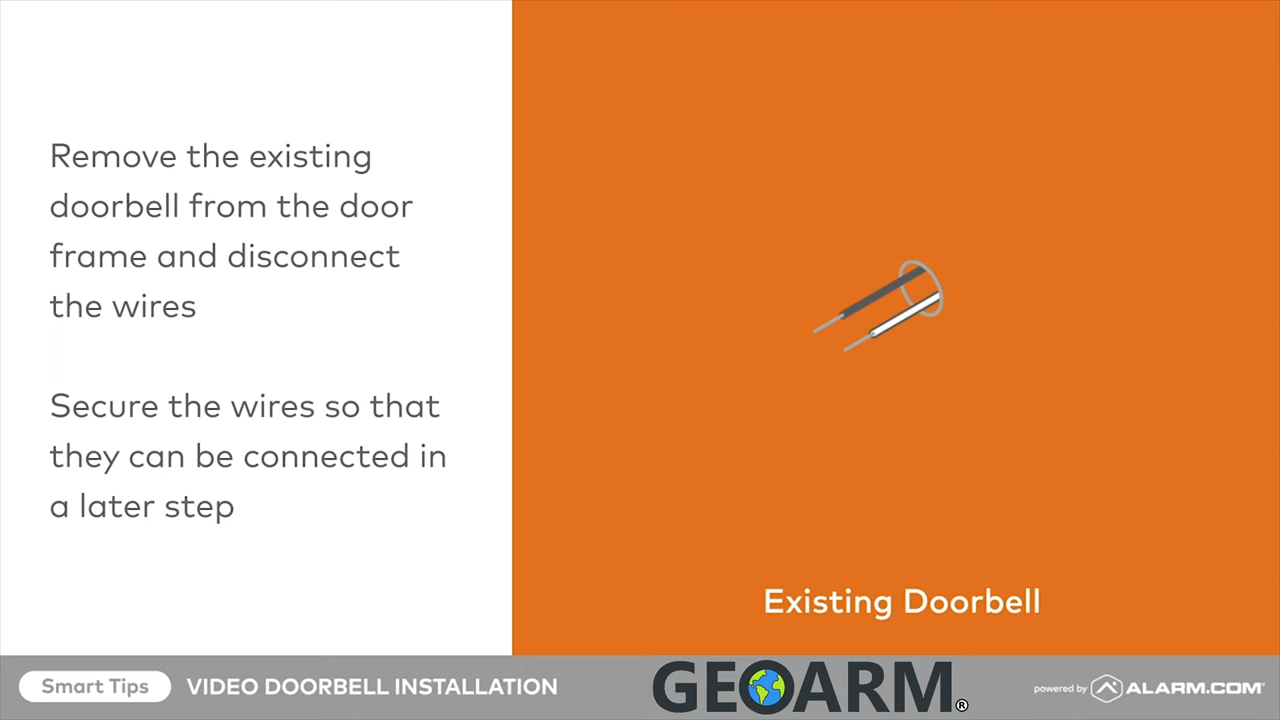 Remove the existing
doorbell from the door
frame and disconnect
the wires
Secure the wires so that
they can be connected in
a later step
Existing Doorbell
Smart Tips VIDEO DOORBELL INSTALLATION
GEOARM®
powered by ALARM.COM®